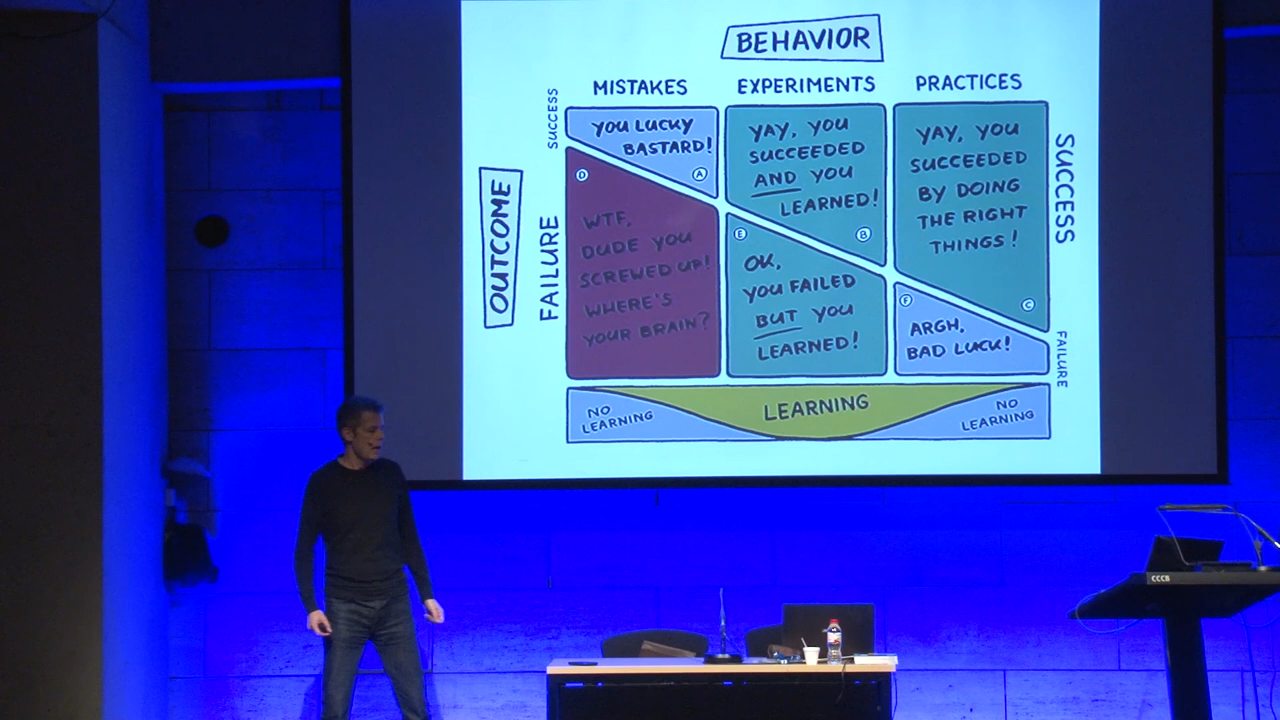 BEHAVIOR
MISTAKES
EXPERIMENTS
PRACTICES
OUTCOME
SUCCESS
FAILURE
YOU LUCKY
BASTARD!
A
D
WTF,
DUDE YOU
SCREWED UP!
WHERE'S
YOUR BRAIN?
YAY, YOU
SUCCEEDED
AND YOU
LEARNED!
B
E
OK,
YOU FAILED
BUT YOU
LEARNED!
YAY, YOU
SUCCEEDED
BY DOING
THE RIGHT
THINGS!
C
F
ARGH,
BAD LUCK!
SUCCESS
FAILURE
NO
LEARNING
LEARNING
NO
LEARNING
CCCB